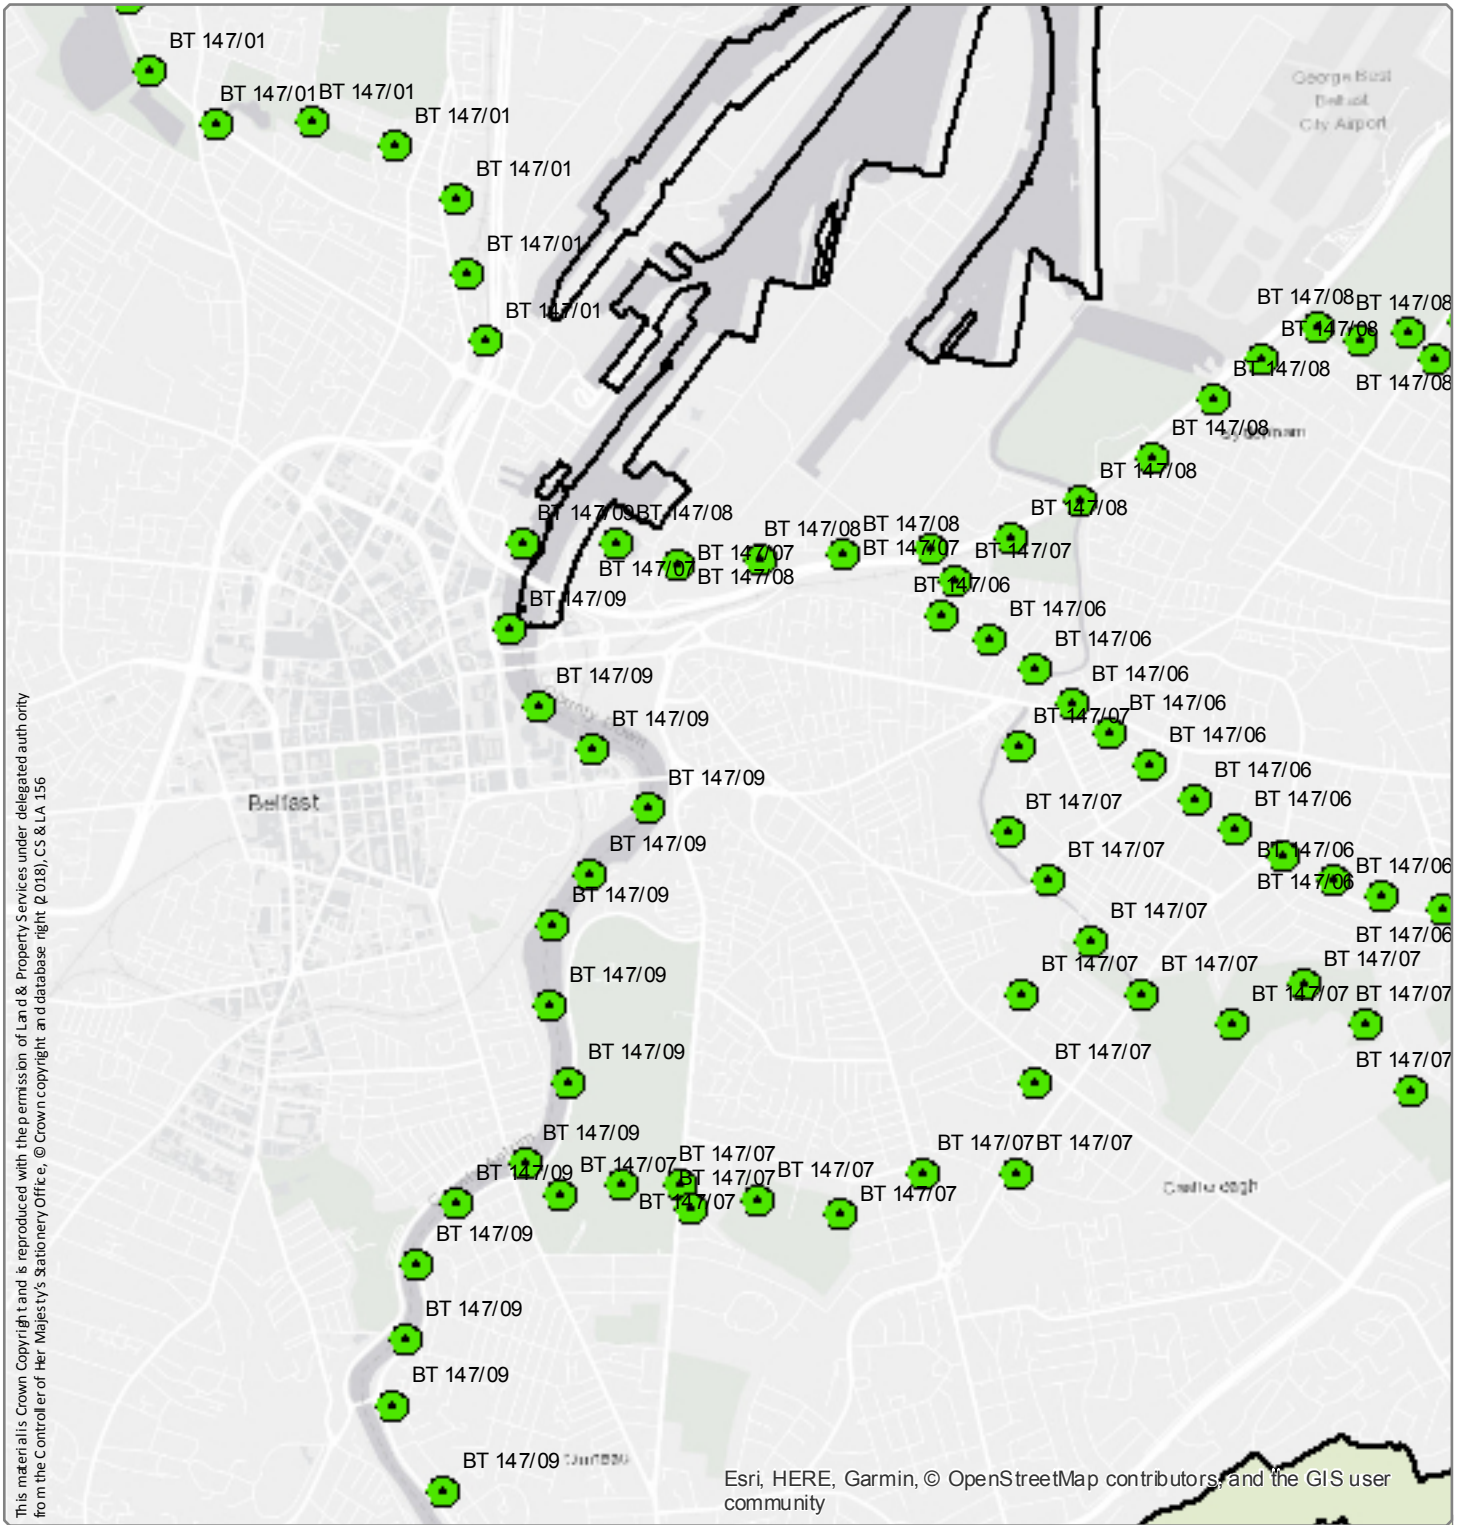 BT 147/01
BT 147/01 BT 147/01
BT 147/01
BT 147/01
BT 147/01
BT 147/01
George Best
Belfast
City Airport
BT 147/08 BT 147/08
BT 147/08
BT 147/08
BT 147/08
BT 147/08
BT 147/08
BT 147/08
BT 147/09 BT 147/08
BT 147/08 BT 147/08
BT 147/07 BT 147/07
BT 147/07
BT 147/07 BT 147/08
BT 147/06
BT 147/09
BT 147/06
BT 147/06
BT 147/09
BT 147/06
BT 147/06
BT 147/09
BT 147/07
BT 147/06
BT 147/09
BT 147/06
Belfast
BT 147/07
BT 147/06
BT 147/09
BT 147/07
BT 147/06
BT 147/06
BT 147/06
BT 147/09
BT 147/07
BT 147/06
BT 147/09
BT 147/07 BT 147/07
BT 147/07
BT 147/07 BT 147/07
BT 147/09
BT 147/07
BT 147/07
BT 147/09
BT 147/07 BT 147/07
BT 147/07
BT 147/09
BT 147/07
BT 147/07
BT 147/07
BT 147/07
BT 147/07
Castlereagh
BT 147/09
BT 147/09
BT 147/09
BT 147/09
Esri, HERE, Garmin, © OpenStreetMap contributors, and the GIS user
community
This material is Crown Copyright and is reproduced with the permission of Land & Property Services under delegated authority
from the Controller of Her Majesty's Stationery Office, © Crown copyright and database right (2018), CS & LA 156